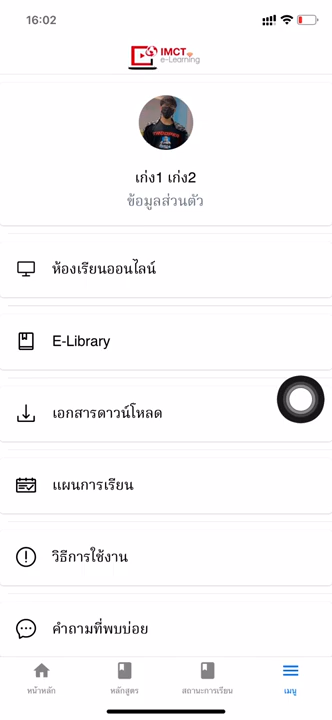 16:02
IMCT
e-Learning
เก่ง1 เก่ง2
ข้อมูลส่วนตัว
ห้องเรียนออนไลน์
E-Library
เอกสารดาวน์โหลด
แผนการเรียน
วิธีการใช้งาน
คำถามที่พบบ่อย
หน้าหลัก
หลักสูตร
สถานะการเรียน
เมนู